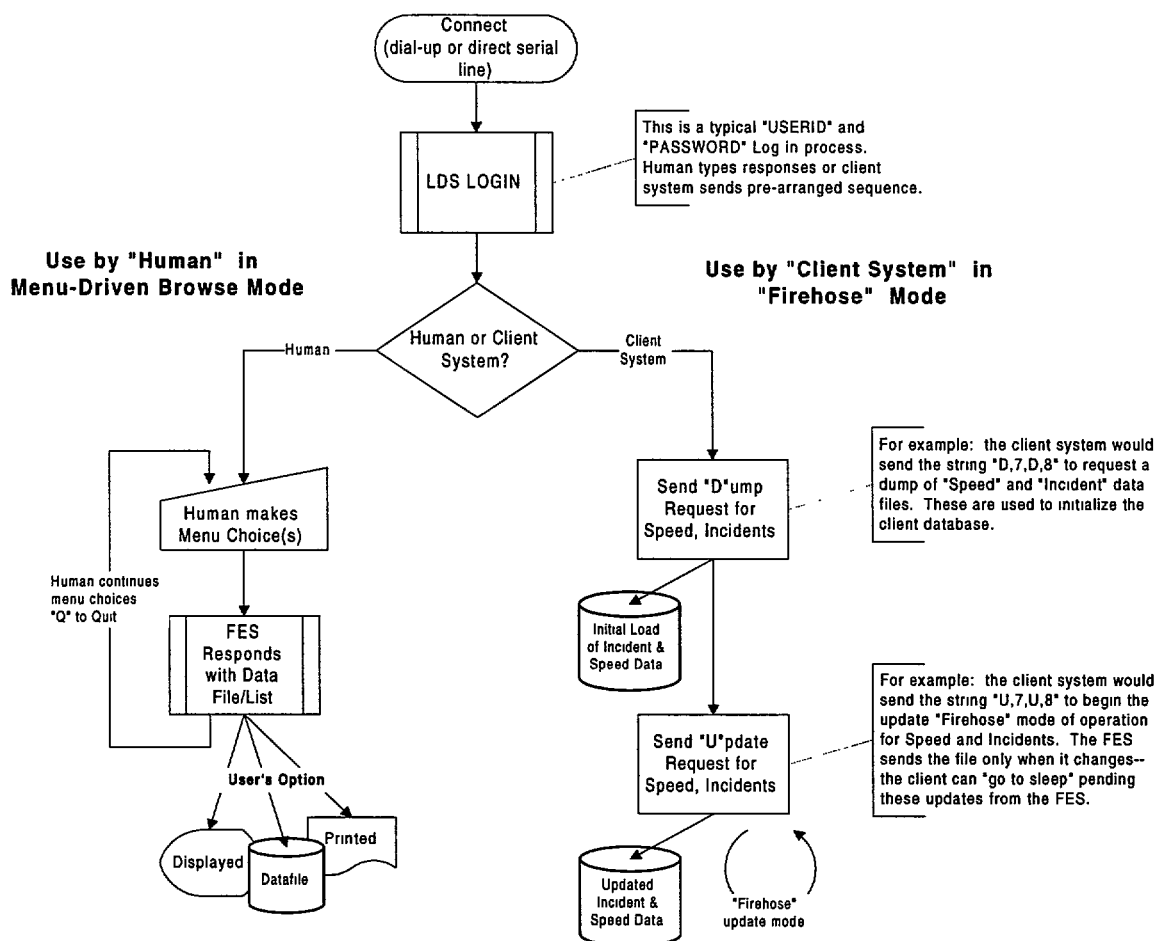 Connect
(dial-up or direct serial
line)
LDS LOGIN
This is a typical "USERID" and
"PASSWORD" Log in process.
Human types responses or client
system sends pre-arranged sequence.
Use by "Human" in
Menu-Driven Browse Mode
Use by "Client System" in
"Firehose" Mode
Human or Client
System?
Human
Client
System
Human makes
Menu Choice(s)
Human continues
menu choices
"Q" to Quit
FES
Responds
with Data
File/List
User's Option
Displayed
Datafile
Printed
Send "D"ump
Request for
Speed, Incidents
For example: the client system would
send the string "D,7,D,8" to request a
dump of "Speed" and "Incident" data
files. These are used to initialize the
client database.
Initial Load
of Incident &
Speed Data
Send "U"pdate
Request for
Speed, Incidents
For example: the client system would
send the string "U,7,U,8" to begin the
update "Firehose" mode of operation
for Speed and Incidents. The FES
sends the file only when it changes--
the client can "go to sleep" pending
these updates from the FES.
Updated
Incident &
Speed Data
"Firehose"
update mode